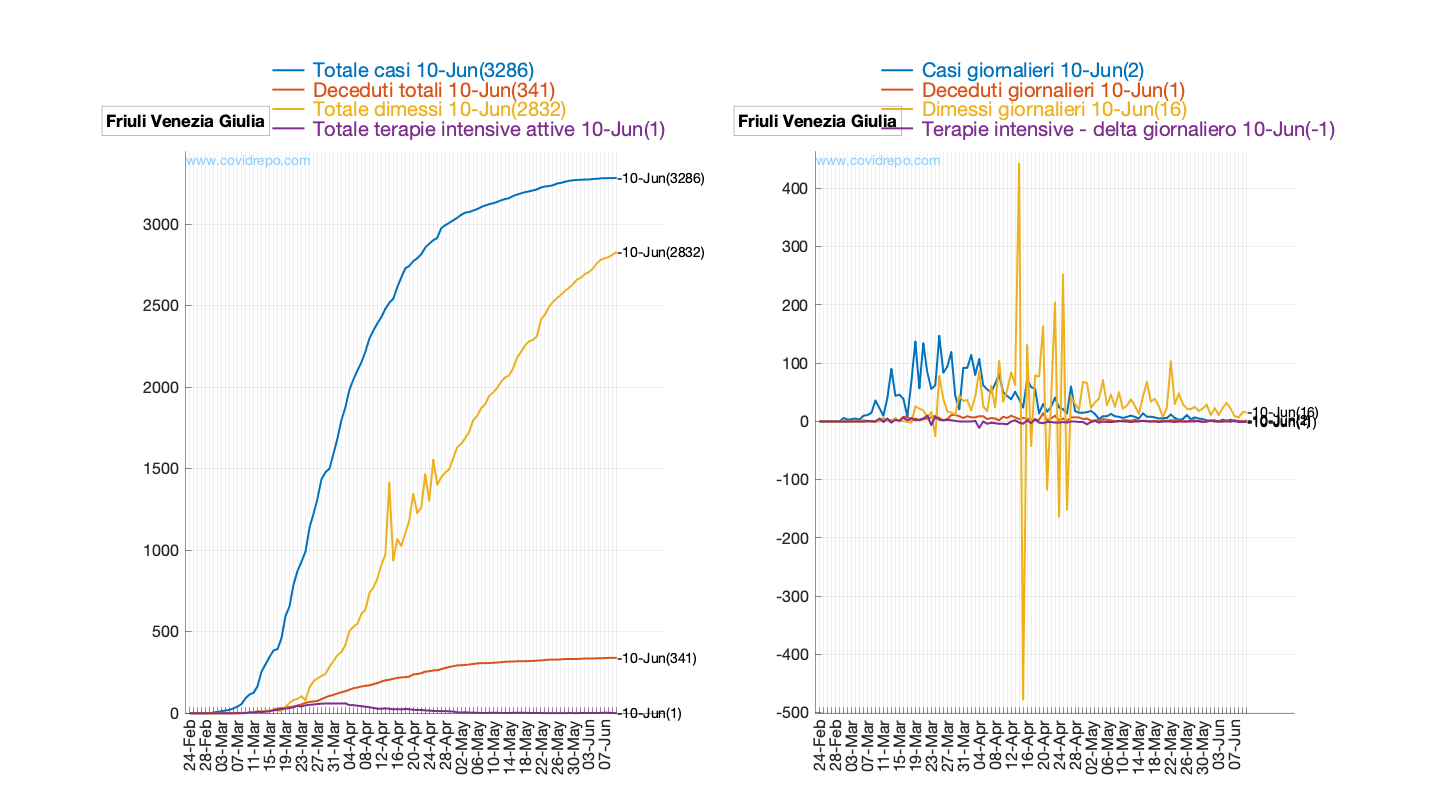 Totale casi 10-Jun(3286)
Deceduti totali 10-Jun(341)
Totale dimessi 10-Jun(2832)
Totale terapie intensive attive 10-Jun(1)
Friuli Venezia Giulia
www.covidrepo.com
-10-Jun(3286)
-10-Jun(2832)
-10-Jun(341)
-10-Jun(1)
3000
2500
2000
1500
1000
500
0
24-Feb
28-Feb
03-Mar
07-Mar
11-Mar
15-Mar
19-Mar
23-Mar
27-Mar
31-Mar
04-Apr
08-Apr
12-Apr
16-Apr
20-Apr
24-Apr
28-Apr
02-May
06-May
10-May
14-May
18-May
22-May
26-May
30-May
03-Jun
07-Jun
Casi giornalieri 10-Jun(2)
Deceduti giornalieri 10-Jun(1)
Dimessi giornalieri 10-Jun(16)
Terapie intensive - delta giornaliero 10-Jun(-1)
Friuli Venezia Giulia
www.covidrepo.com
400
300
200
100
0
-100
-200
-300
-400
-500
-10-Jun(16)
24-Feb
28-Feb
03-Mar
07-Mar
11-Mar
15-Mar
19-Mar
23-Mar
27-Mar
31-Mar
04-Apr
08-Apr
12-Apr
16-Apr
20-Apr
24-Apr
28-Apr
02-May
06-May
10-May
14-May
18-May
22-May
26-May
30-May
03-Jun
07-Jun